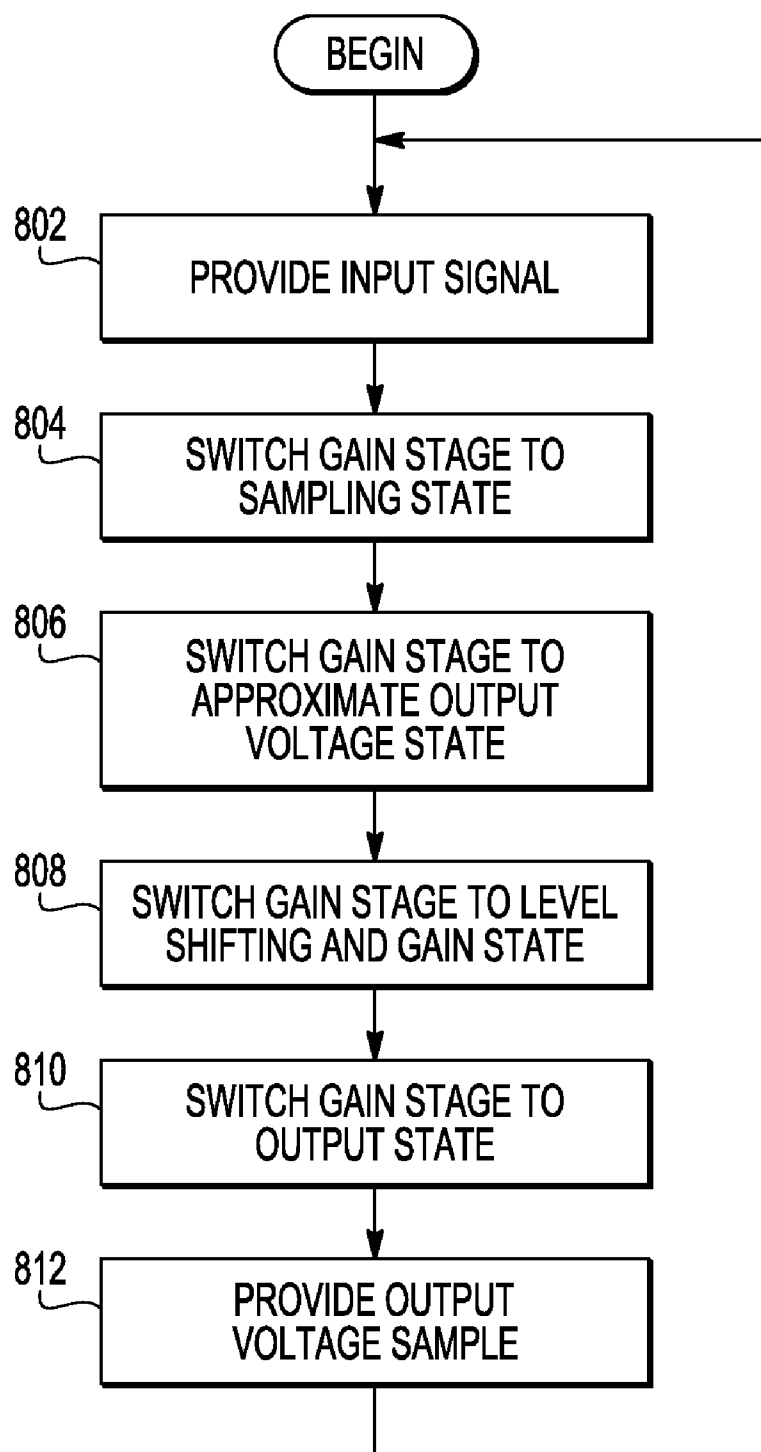 BEGIN
802
PROVIDE INPUT SIGNAL
804
SWITCH GAIN STAGE TO
SAMPLING STATE
806
SWITCH GAIN STAGE TO
APPROXIMATE OUTPUT
VOLTAGE STATE
808
SWITCH GAIN STAGE TO LEVEL
SHIFTING AND GAIN STATE
810
SWITCH GAIN STAGE TO
OUTPUT STATE
812
PROVIDE OUTPUT
VOLTAGE SAMPLE